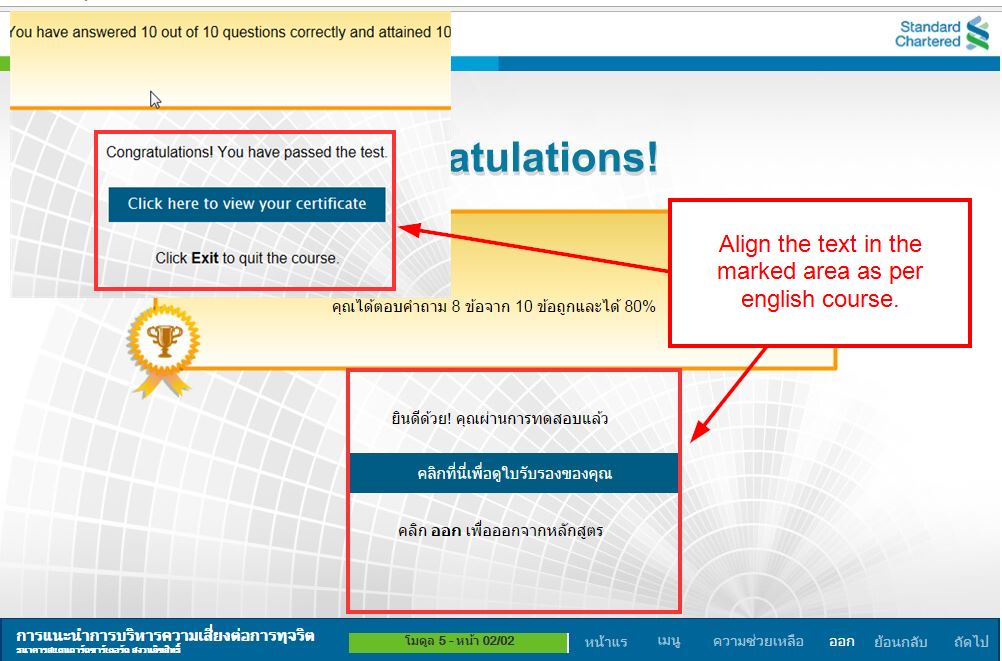 You have answered 10 out of 10 questions correctly and attained 10
Standard
Chartered
Congratulations! You have passed the test.
Click here to view your certificate
Click Exit to quit the course.
atulations!
Align the text in the
marked area as per
english course.
คุณได้ตอบคำถาม 8 ข้อจาก 10 ข้อถูกและได้ 80%
ยินดีด้วย! คุณผ่านการทดสอบแล้ว
คลิกที่นี่เพื่อดูใบรับรองของคุณ
คลิก ออก เพื่อออกจากหลักสูตร
การแนะนำการบริหารความเสี่ยงต่อการทุจริต
โมดูล 5 - หน้า 02/02
หน้าแร
เมนู
ความช่วยเหลือ
ออก
ย้อนกลับ
ถัดไป